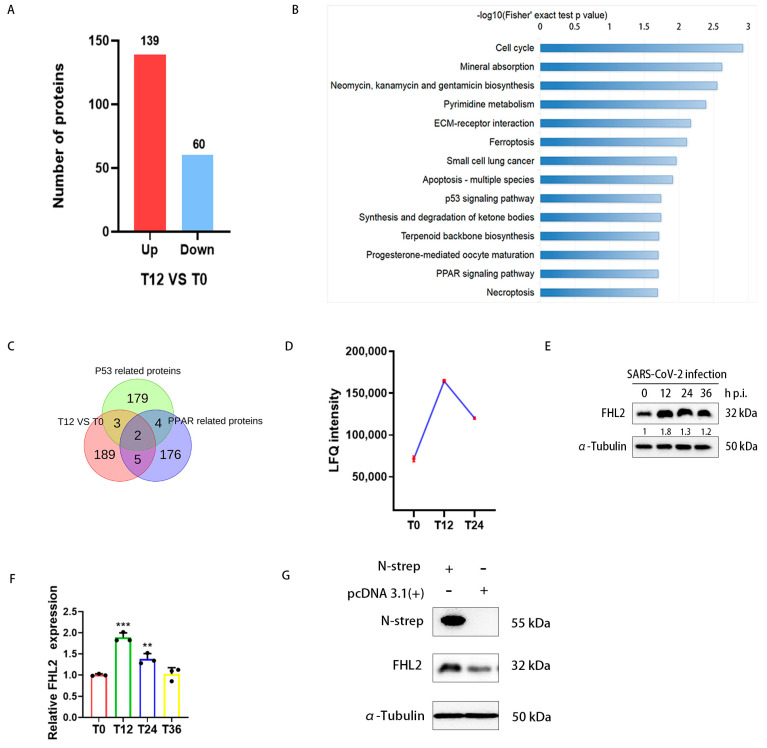 A
Number of proteins
150
100
50
0
139
60
Up Down
T12 VS T0
B
-log10(Fisher' exact test p value)
0 0.5 1 1.5 2 2.5 3
Cell cycle
Mineral absorption
Neomycin, kanamycin and gentamicin biosynthesis
Pyrimidine metabolism
ECM-receptor interaction
Ferroptosis
Small cell lung cancer
Apoptosis - multiple species
p53 signaling pathway
Synthesis and degradation of ketone bodies
Terpenoid backbone biosynthesis
Progesterone-mediated oocyte maturation
PPAR signaling pathway
Necroptosis
C
P53 related proteins
179
T12 VS T0 3 4 PPAR related proteins
2
189 5 176
D
LFQ intensity
200,000
150,000
100,000
50,000
T0 T12 T24
E
SARS-CoV-2 infection
0 12 24 36 h p.i.
FHL2 32 kDa
1 1.8 1.3 1.2
α-Tubulin 50 kDa
F
Relative FHL2 expression
2.5
2.0
1.5
1.0
0.5
0.0
***
**
T0 T12 T24 T36
G
N-strep + -
pcDNA 3.1(+) - +
N-strep 55 kDa
FHL2 32 kDa
α-Tubulin 50 kDa